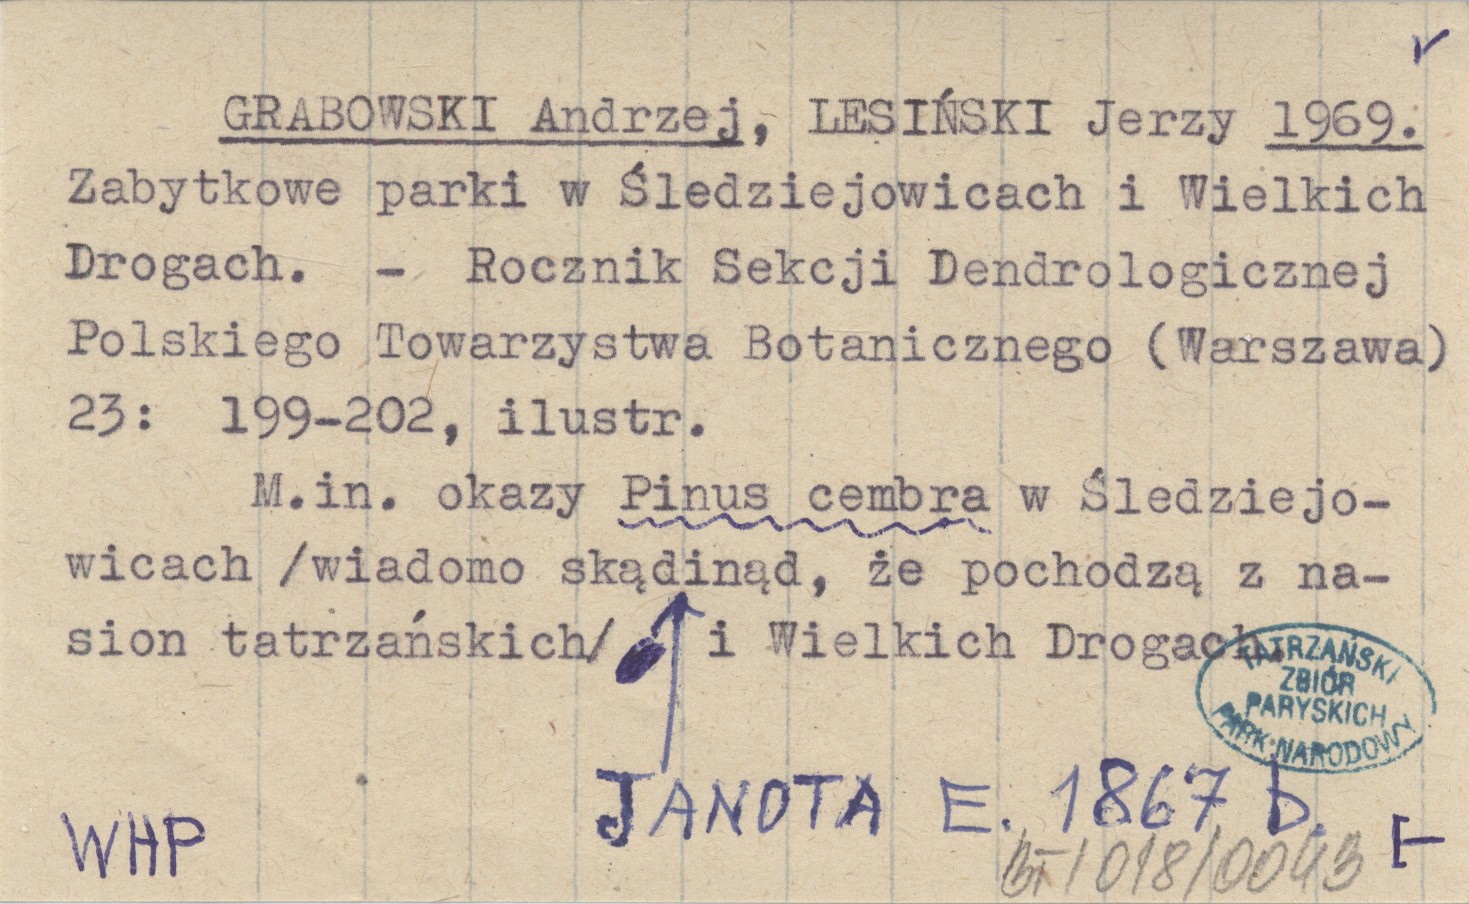 GRABOWSKI Andrzej, LESIŃSKI Jerzy 1969.
Zabytkowe parki w Śledziejowicach i Wielkich
Drogach. - Rocznik Sekcji Dendrologicznej
Polskiego Towarzystwa Botanicznego (Warszawa)
23: 199-202, ilustr.
M.in. okazy Pinus cembra w Śledziejo-
wicach /wiadomo skądinąd, że pochodzą z na-
sion tatrzańskich/ i Wielkich Drogach.
TATRZAŃSKI
ZBIÓR
PARYSKICH
PARK NARODOWY
JANOTA E. 1867 b.
WHP
/018/0043